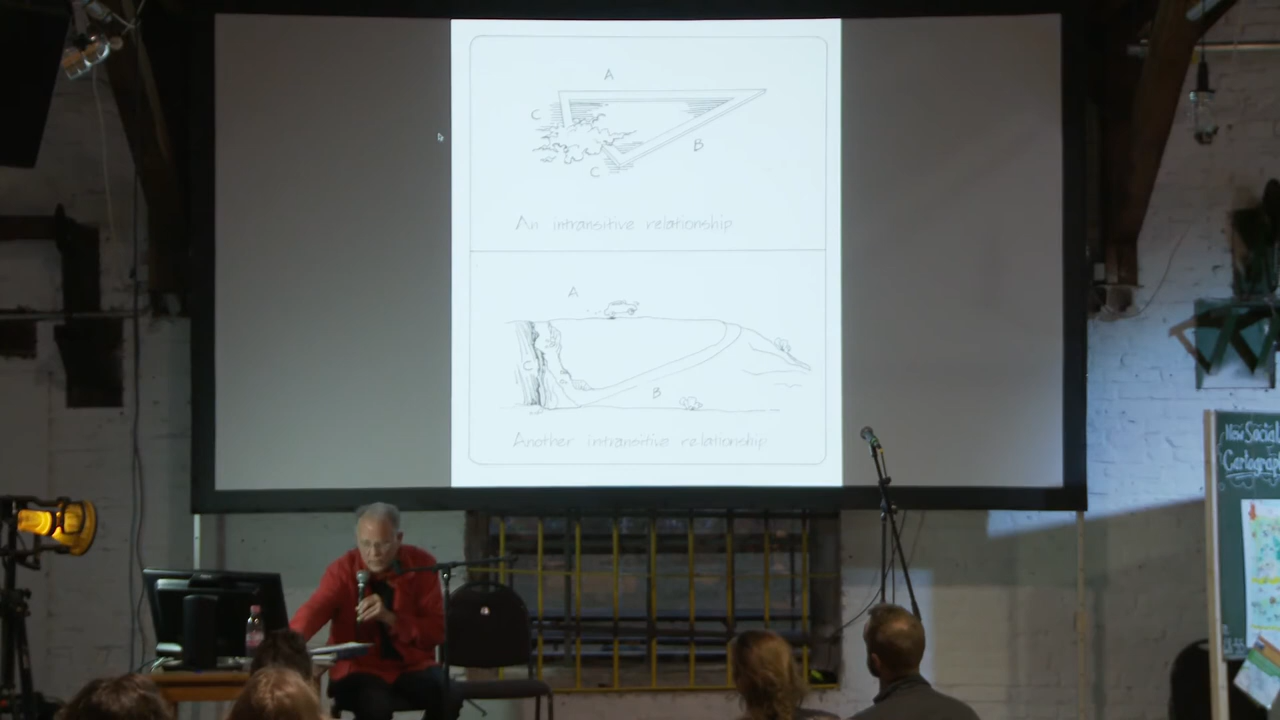 A
C
B
C
An intransitive relationship
A
C
B
Another intransitive relationship
New Social
Cartograph